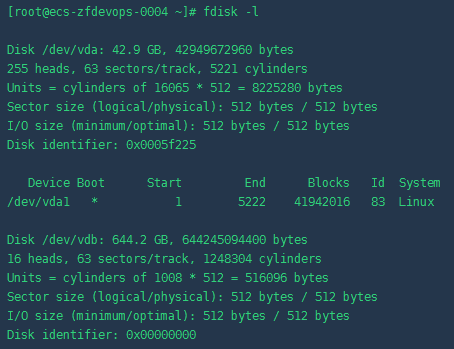 [root@ecs-zfdevops-0004 ~]# fdisk -l
Disk /dev/vda: 42.9 GB, 42949672960 bytes
255 heads, 63 sectors/track, 5221 cylinders
Units = cylinders of 16065 * 512 = 8225280 bytes
Sector size (logical/physical): 512 bytes / 512 bytes
I/O size (minimum/optimal): 512 bytes / 512 bytes
Disk identifier: 0x0005f225
Device Boot Start End Blocks Id System
/dev/vda1 * 1 5222 41942016 83 Linux
Disk /dev/vdb: 644.2 GB, 644245094400 bytes
16 heads, 63 sectors/track, 1248304 cylinders
Units = cylinders of 1008 * 512 = 516096 bytes
Sector size (logical/physical): 512 bytes / 512 bytes
I/O size (minimum/optimal): 512 bytes / 512 bytes
Disk identifier: 0x00000000